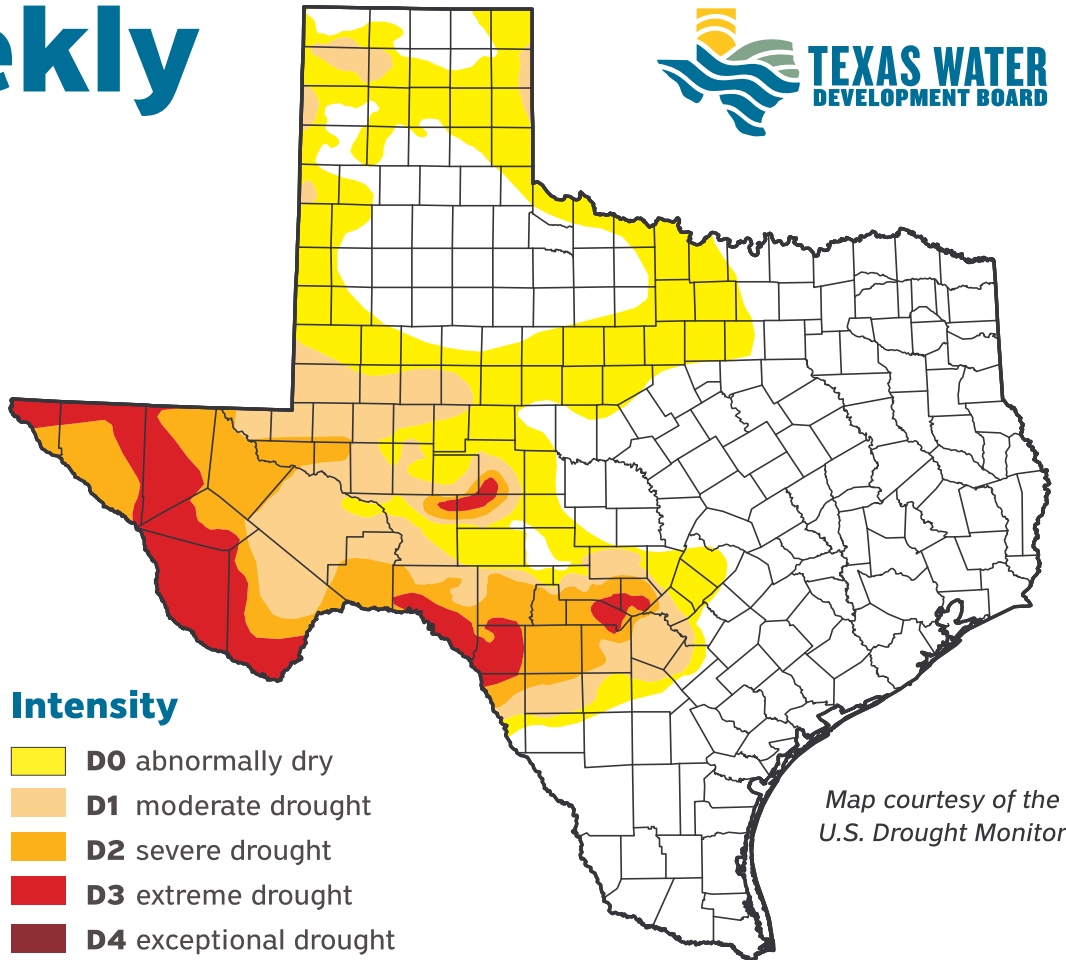 ekly
TEXAS WATER
DEVELOPMENT BOARD
Intensity
D0 abnormally dry
D1 moderate drought
D2 severe drought
D3 extreme drought
D4 exceptional drought
Map courtesy of the
U.S. Drought Monitor